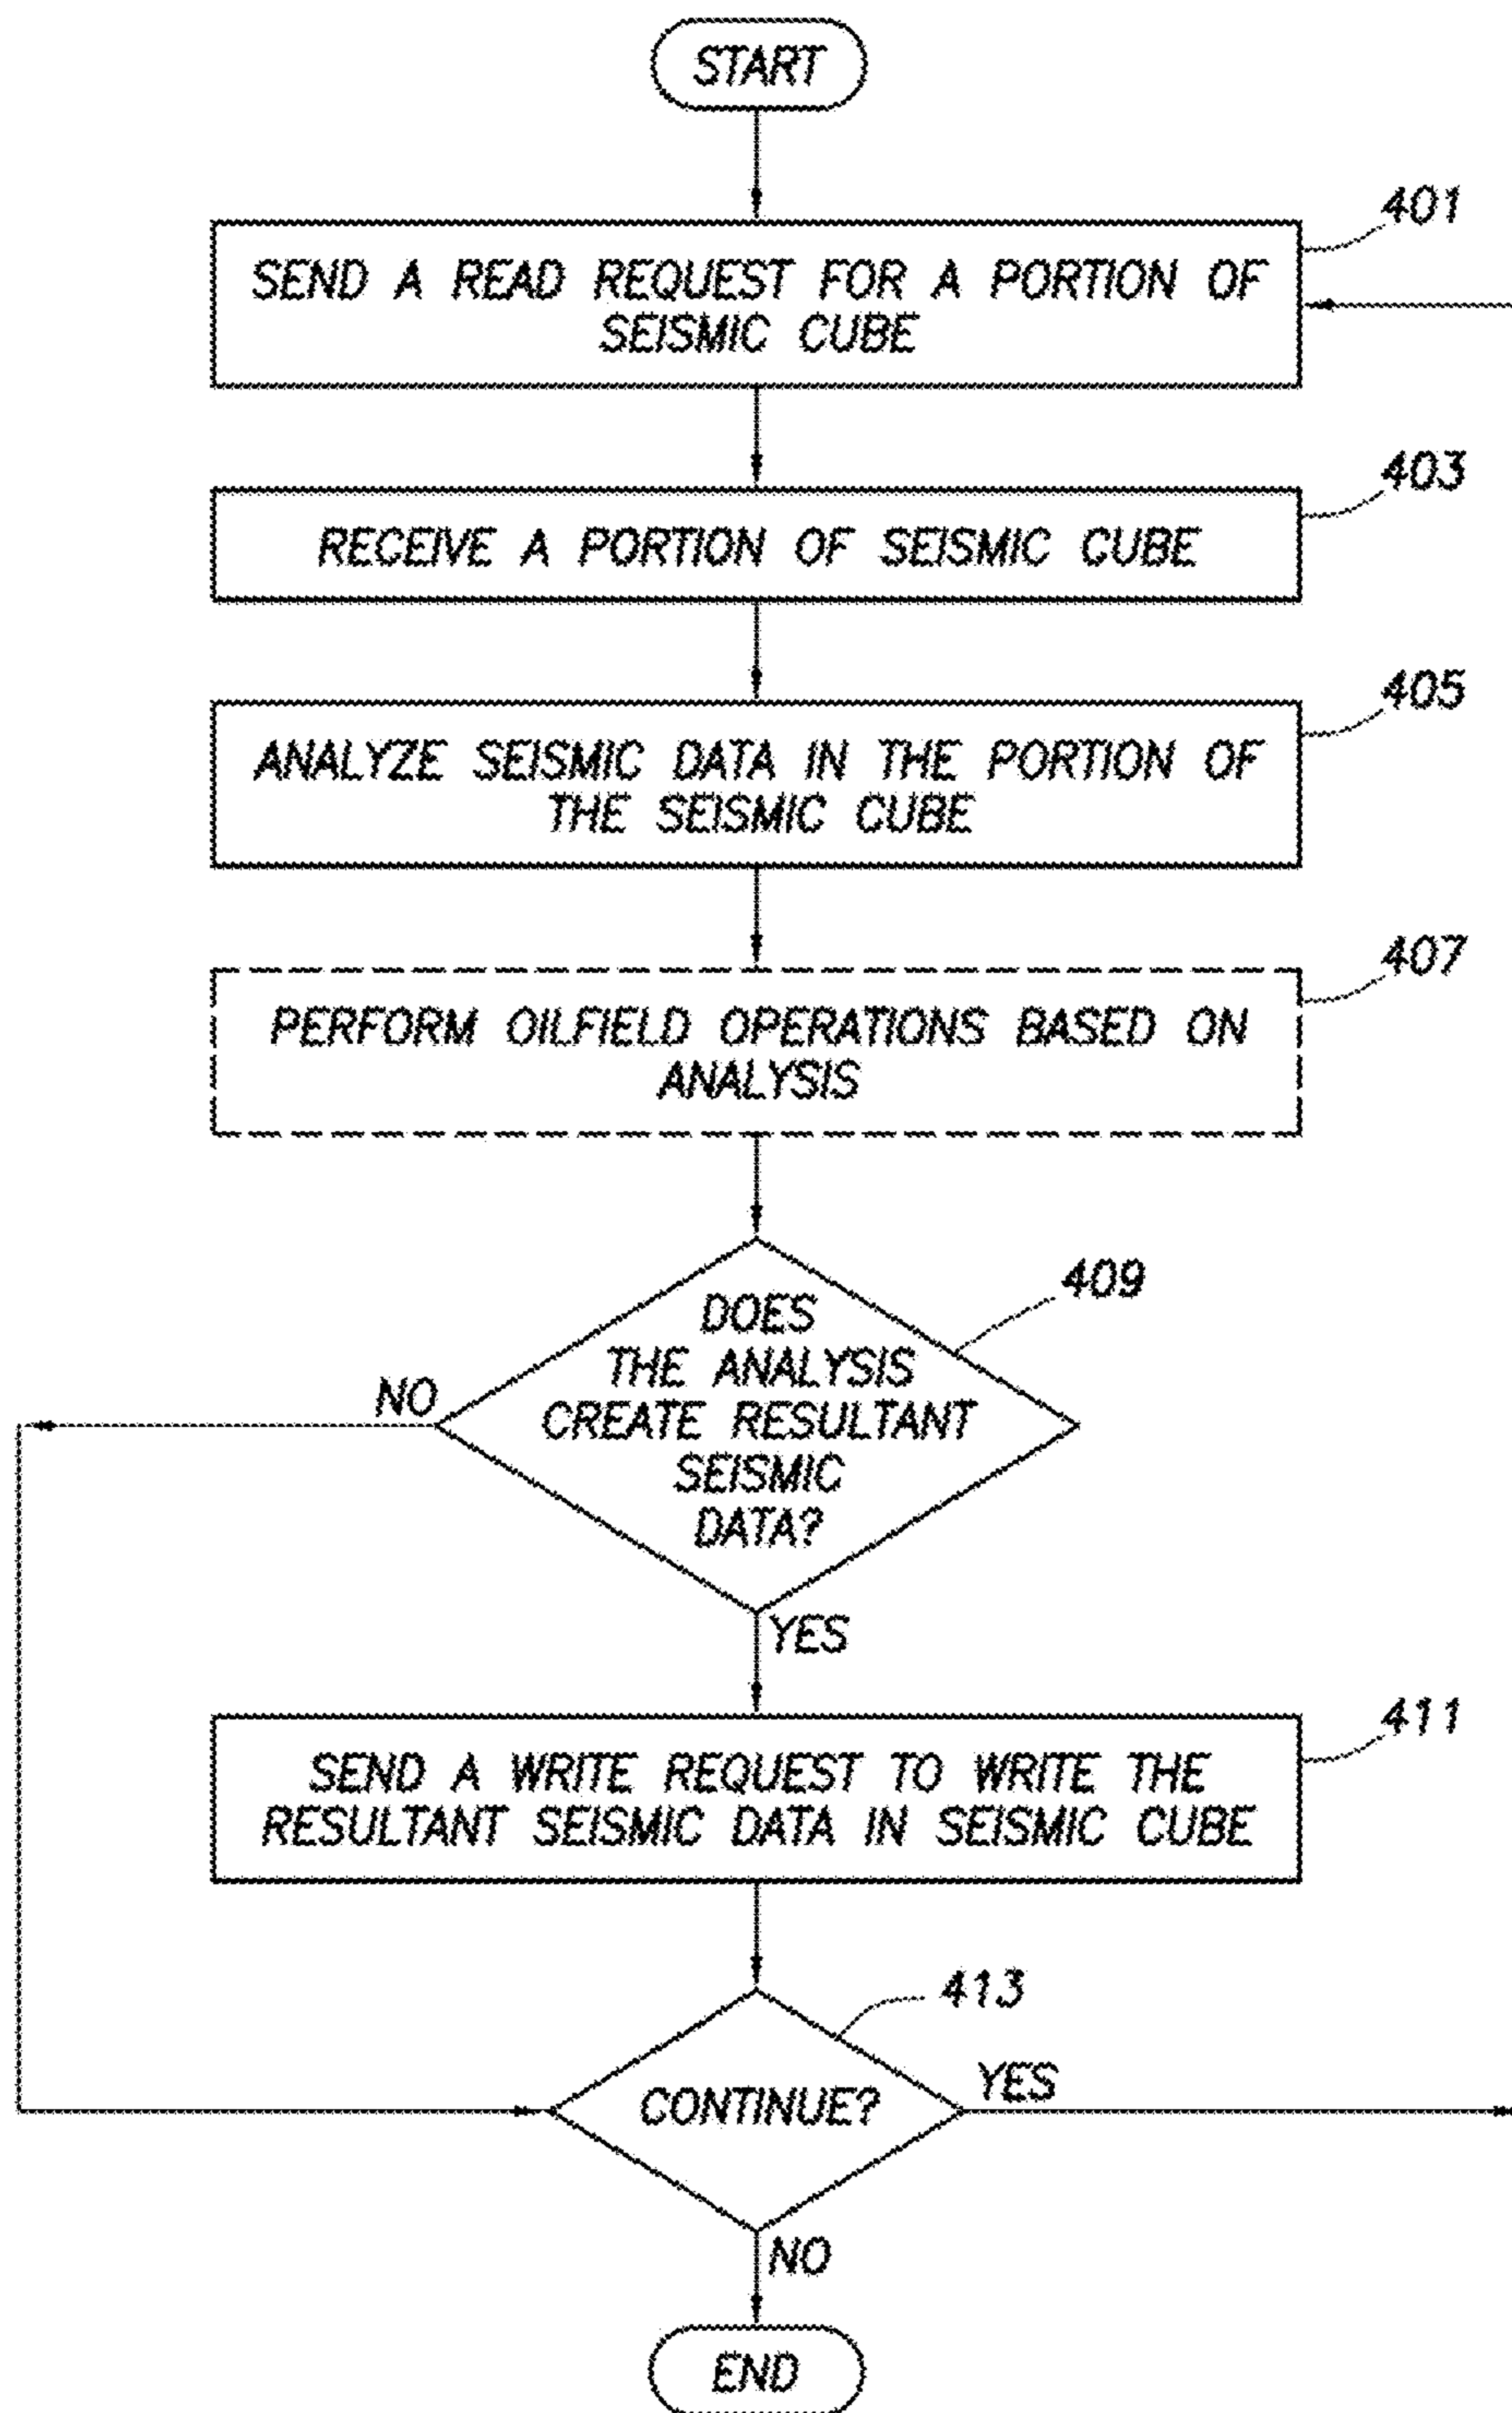 START
401
SEND A READ REQUEST FOR A PORTION OF
SEISMIC CUBE
403
RECEIVE A PORTION OF SEISMIC CUBE
405
ANALYZE SEISMIC DATA IN THE PORTION OF
THE SEISMIC CUBE
407
PERFORM OILFIELD OPERATIONS BASED ON
ANALYSIS
409
DOES
THE ANALYSIS
CREATE RESULTANT
SEISMIC
DATA?
NO
YES
411
SEND A WRITE REQUEST TO WRITE THE
RESULTANT SEISMIC DATA IN SEISMIC CUBE
413
CONTINUE?
YES
NO
END